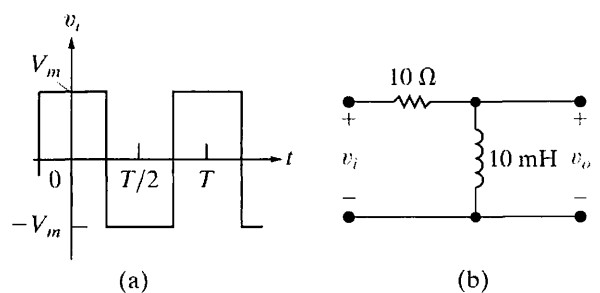 v_i
V_m
0 T/2 T t
−V_m
(a)
10 Ω
+ +
v_i 10 mH v_o
− −
(b)